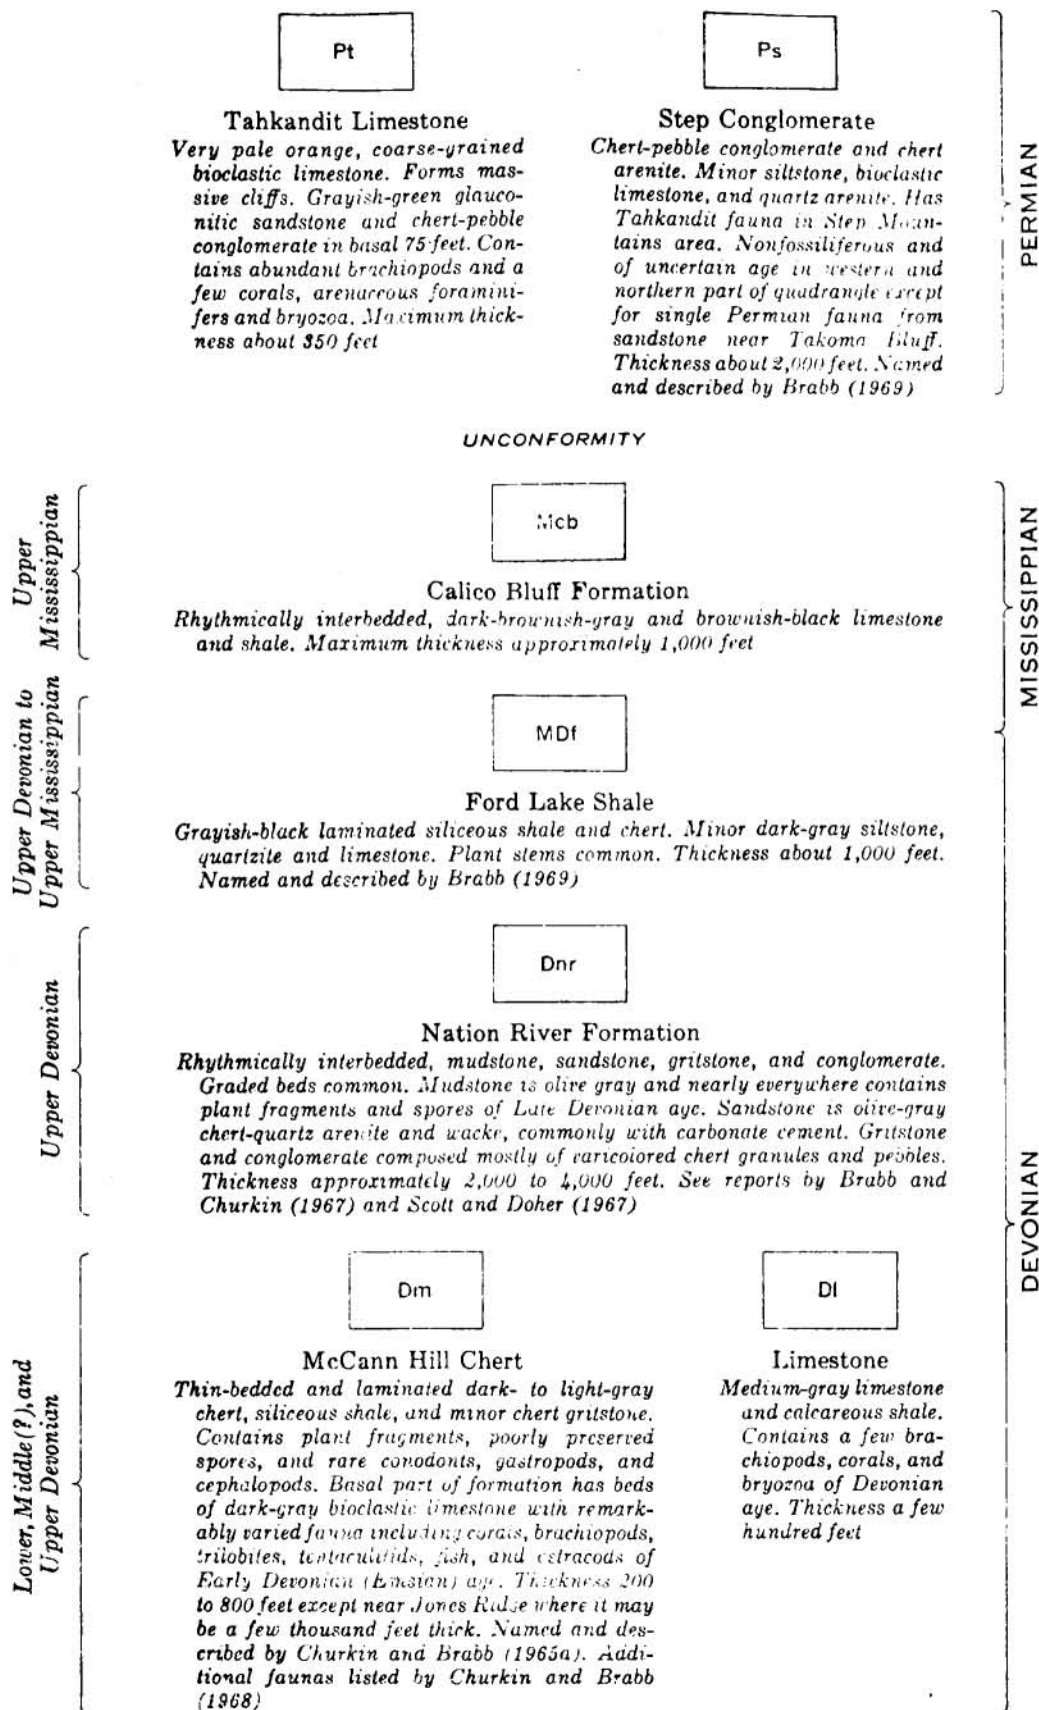 Pt
Tahkandit Limestone
Very pale orange, coarse-grained
bioclastic limestone. Forms mas-
sive cliffs. Grayish-green glauco-
nitic sandstone and chert-pebble
conglomerate in basal 75 feet. Con-
tains abundant brachiopods and a
few corals, arenaceous foramini-
fers and bryozoa. Maximum thick-
ness about 350 feet
Ps
Step Conglomerate
Chert-pebble conglomerate and chert
arenite. Minor siltstone, bioclastic
limestone, and quartz arenite. Has
Tahkandit fauna in Step Moun-
tains area. Nonfossiliferous and
of uncertain age in western and
northern part of quadrangle except
for single Permian fauna from
sandstone near Takoma Bluff.
Thickness about 2,000 feet. Named
and described by Brabb (1969)
PERMIAN
UNCONFORMITY
Upper
Mississippian
Mcb
Calico Bluff Formation
Rhythmically interbedded, dark-brownish-gray and brownish-black limestone
and shale. Maximum thickness approximately 1,000 feet
MISSISSIPPIAN
Upper Devonian to
Upper Mississippian
MDf
Ford Lake Shale
Grayish-black laminated siliceous shale and chert. Minor dark-gray siltstone,
quartzite and limestone. Plant stems common. Thickness about 1,000 feet.
Named and described by Brabb (1969)
Upper Devonian
Dnr
Nation River Formation
Rhythmically interbedded, mudstone, sandstone, gritstone, and conglomerate.
Graded beds common. Mudstone is olive gray and nearly everywhere contains
plant fragments and spores of Late Devonian age. Sandstone is olive-gray
chert-quartz arenite and wacke, commonly with carbonate cement. Gritstone
and conglomerate composed mostly of varicolored chert granules and pebbles.
Thickness approximately 2,000 to 4,000 feet. See reports by Brabb and
Churkin (1967) and Scott and Doher (1967)
DEVONIAN
Lower, Middle(?), and
Upper Devonian
Dm
McCann Hill Chert
Thin-bedded and laminated dark- to light-gray
chert, siliceous shale, and minor chert gritstone.
Contains plant fragments, poorly preserved
spores, and rare conodonts, gastropods, and
cephalopods. Basal part of formation has beds
of dark-gray bioclastic limestone with remark-
ably varied fauna including corals, brachiopods,
trilobites, tentaculitids, fish, and ostracods of
Early Devonian (Emsian) age. Thickness 200
to 800 feet except near Jones Ridge where it may
be a few thousand feet thick. Named and des-
cribed by Churkin and Brabb (1965a). Addi-
tional faunas listed by Churkin and Brabb
(1968)
Dl
Limestone
Medium-gray limestone
and calcareous shale.
Contains a few bra-
chiopods, corals, and
bryozoa of Devonian
age. Thickness a few
hundred feet